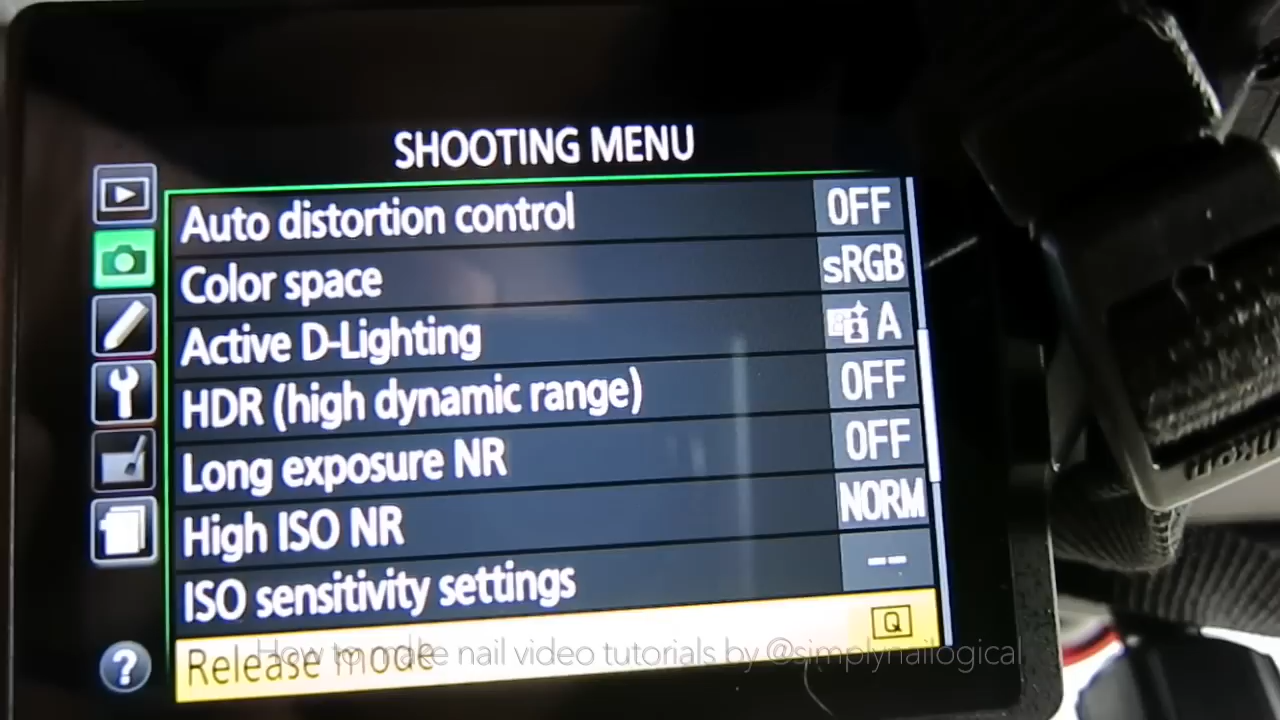 SHOOTING MENU
Auto distortion control OFF
Color space sRGB
Active D-Lighting A
HDR (high dynamic range) OFF
Long exposure NR OFF
High ISO NR NORM
ISO sensitivity settings --
Release mode Q
How to make nail video tutorials by @simplynailogical
?